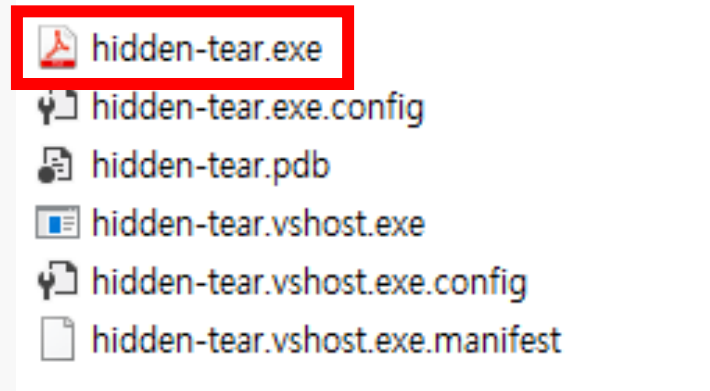 hidden-tear.exe
hidden-tear.exe.config
hidden-tear.pdb
hidden-tear.vshost.exe
hidden-tear.vshost.exe.config
hidden-tear.vshost.exe.manifest